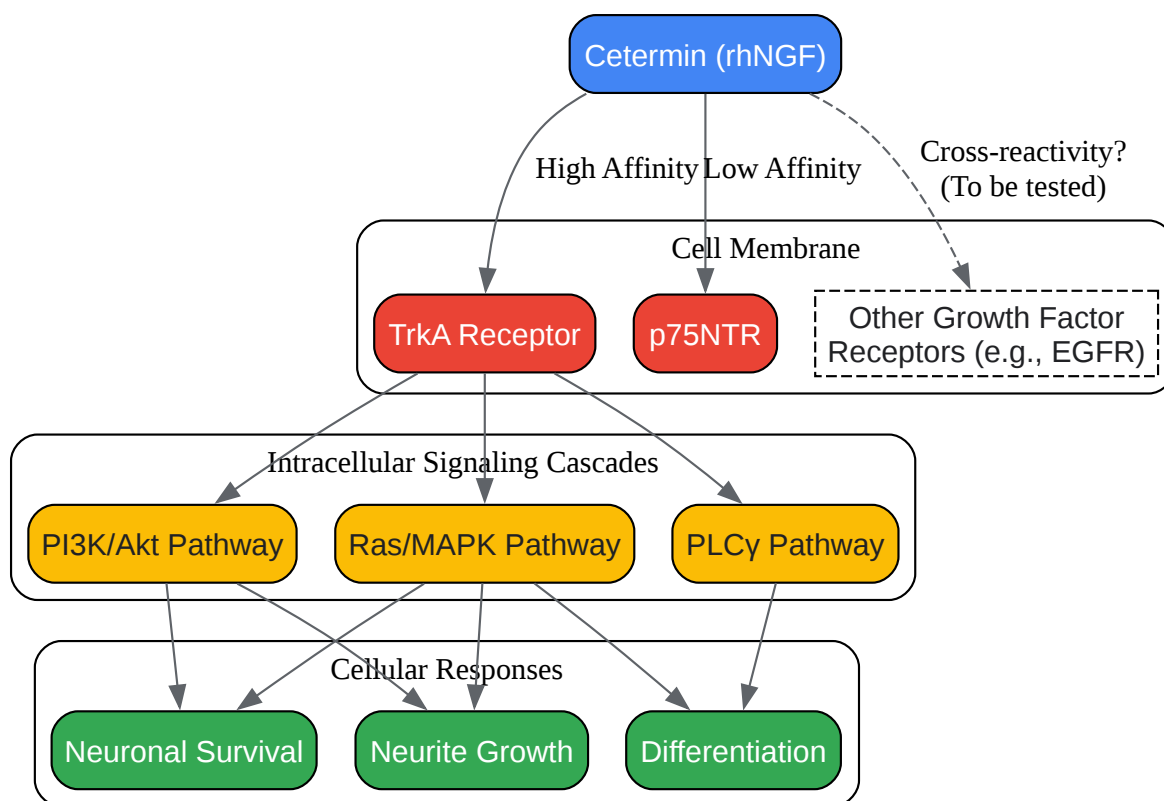 Cetermin (rhNGF)
High Affinity
Low Affinity
Cross-reactivity?
(To be tested)
Cell Membrane
TrkA Receptor
p75NTR
Other Growth Factor
Receptors (e.g., EGFR)
Intracellular Signaling Cascades
PI3K/Akt Pathway
Ras/MAPK Pathway
PLCγ Pathway
Cellular Responses
Neuronal Survival
Neurite Growth
Differentiation